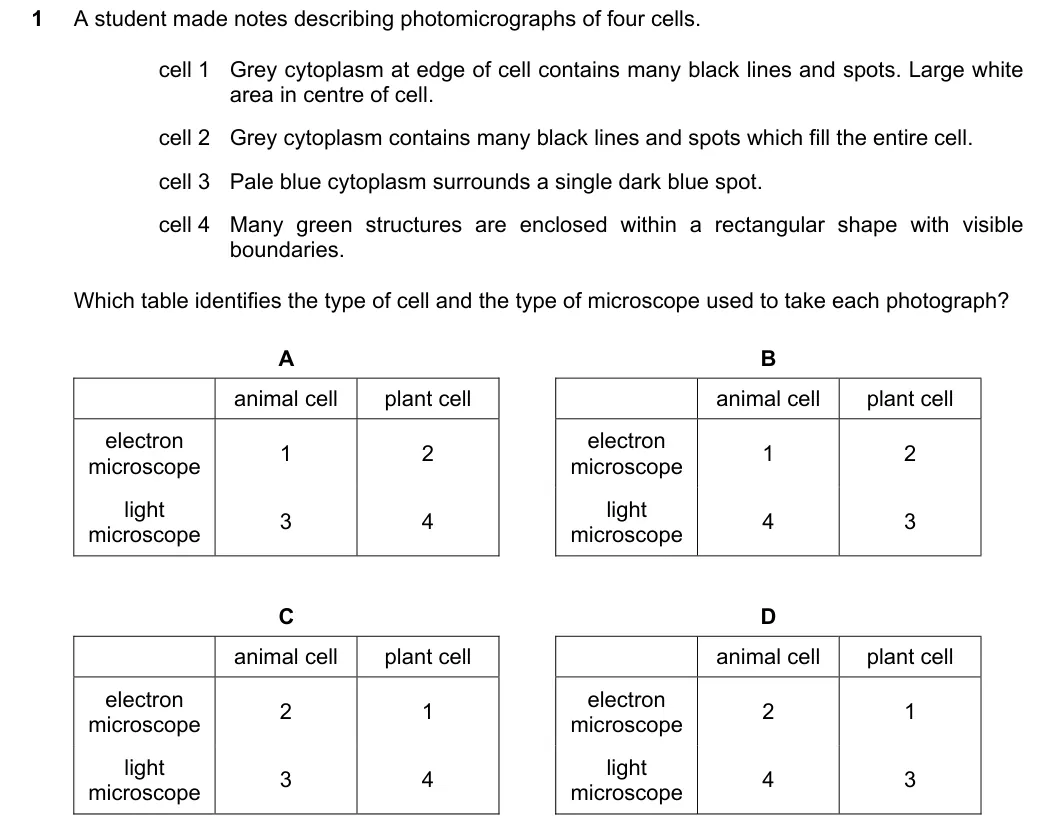 1 A student made notes describing photomicrographs of four cells.
cell 1 Grey cytoplasm at edge of cell contains many black lines and spots. Large white
area in centre of cell.
cell 2 Grey cytoplasm contains many black lines and spots which fill the entire cell.
cell 3 Pale blue cytoplasm surrounds a single dark blue spot.
cell 4 Many green structures are enclosed within a rectangular shape with visible
boundaries.
Which table identifies the type of cell and the type of microscope used to take each photograph?
A
animal cell plant cell
electron
microscope 1 2
light
microscope 3 4
B
animal cell plant cell
electron
microscope 1 2
light
microscope 4 3
C
animal cell plant cell
electron
microscope 2 1
light
microscope 3 4
D
animal cell plant cell
electron
microscope 2 1
light
microscope 4 3